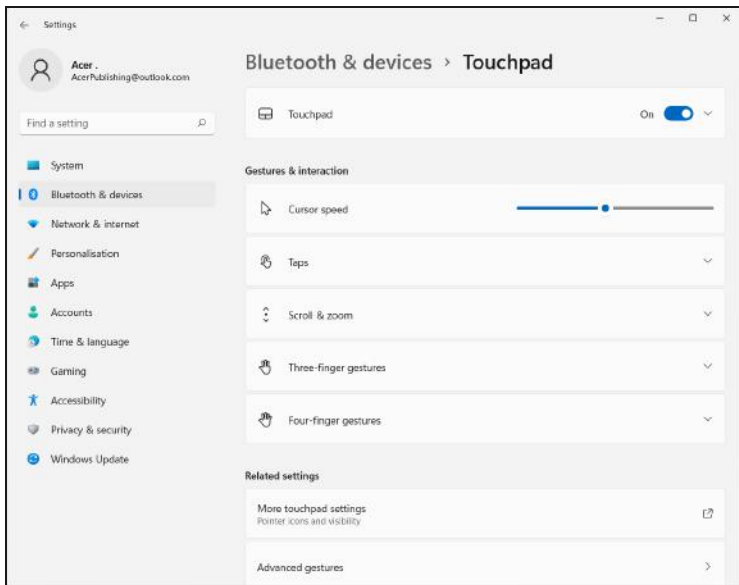 Settings
Acer .
AcerPublishing@outlook.com
Find a setting
System
Bluetooth & devices
Network & internet
Personalisation
Apps
Accounts
Time & language
Gaming
Accessibility
Privacy & security
Windows Update
Bluetooth & devices > Touchpad
Touchpad
On
Gestures & interaction
Cursor speed
Taps
Scroll & zoom
Three-finger gestures
Four-finger gestures
Related settings
More touchpad settings
Pointer icons and visibility
Advanced gestures